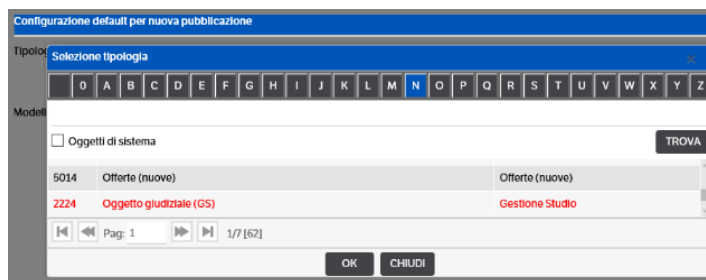 Configurazione default per nuova pubblicazione
Tipolog
Selezione tipologia
0 A B C D E F G H I J K L M N O P Q R S T U V W X Y Z
Modell
Oggetti di sistema TROVA
5014 Offerte (nuove) Offerte (nuove)
2224 Oggetto giudiziale (GS) Gestione Studio
Pag: 1 1/7 [62]
OK CHIUDI